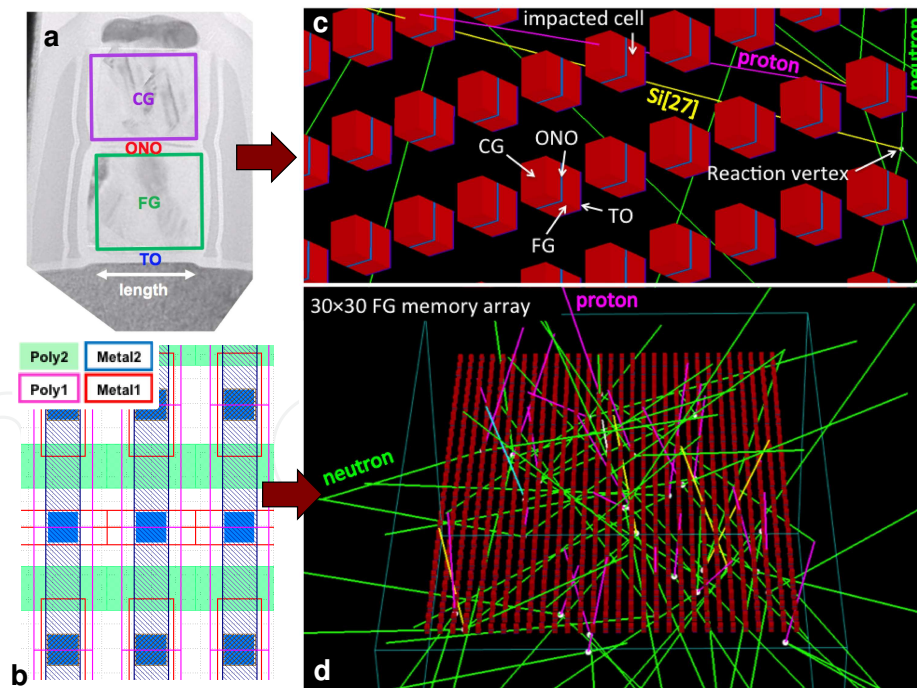 a
CG
ONO
FG
TO
length
Poly2
Metal2
Poly1
Metal1
b
c
impacted cell
neutron
proton
Si[27]
CG
ONO
Reaction vertex
TO
FG
30×30 FG memory array
proton
neutron
d